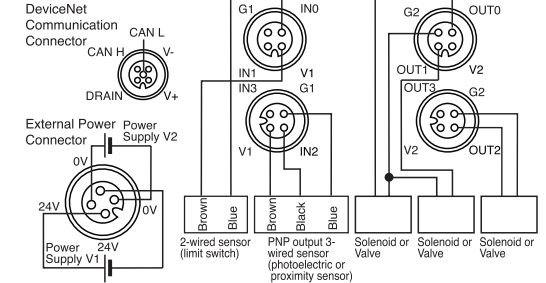 DeviceNet
Communication
Connector
CAN L
CAN H
V-
DRAIN
V+
External Power
Connector
Power
Supply V2
0V
24V
0V
Power
Supply V1
24V
G1
IN0
IN1
V1
IN3
G1
V1
IN2
Brown
Blue
Brown
Black
Blue
2-wired sensor
(limit switch)
PNP output 3-
wired sensor
(photoelectric or
proximity sensor)
G2
OUT0
OUT1
V2
OUT3
G2
V2
OUT2
Solenoid or
Valve
Solenoid or
Valve
Solenoid or
Valve